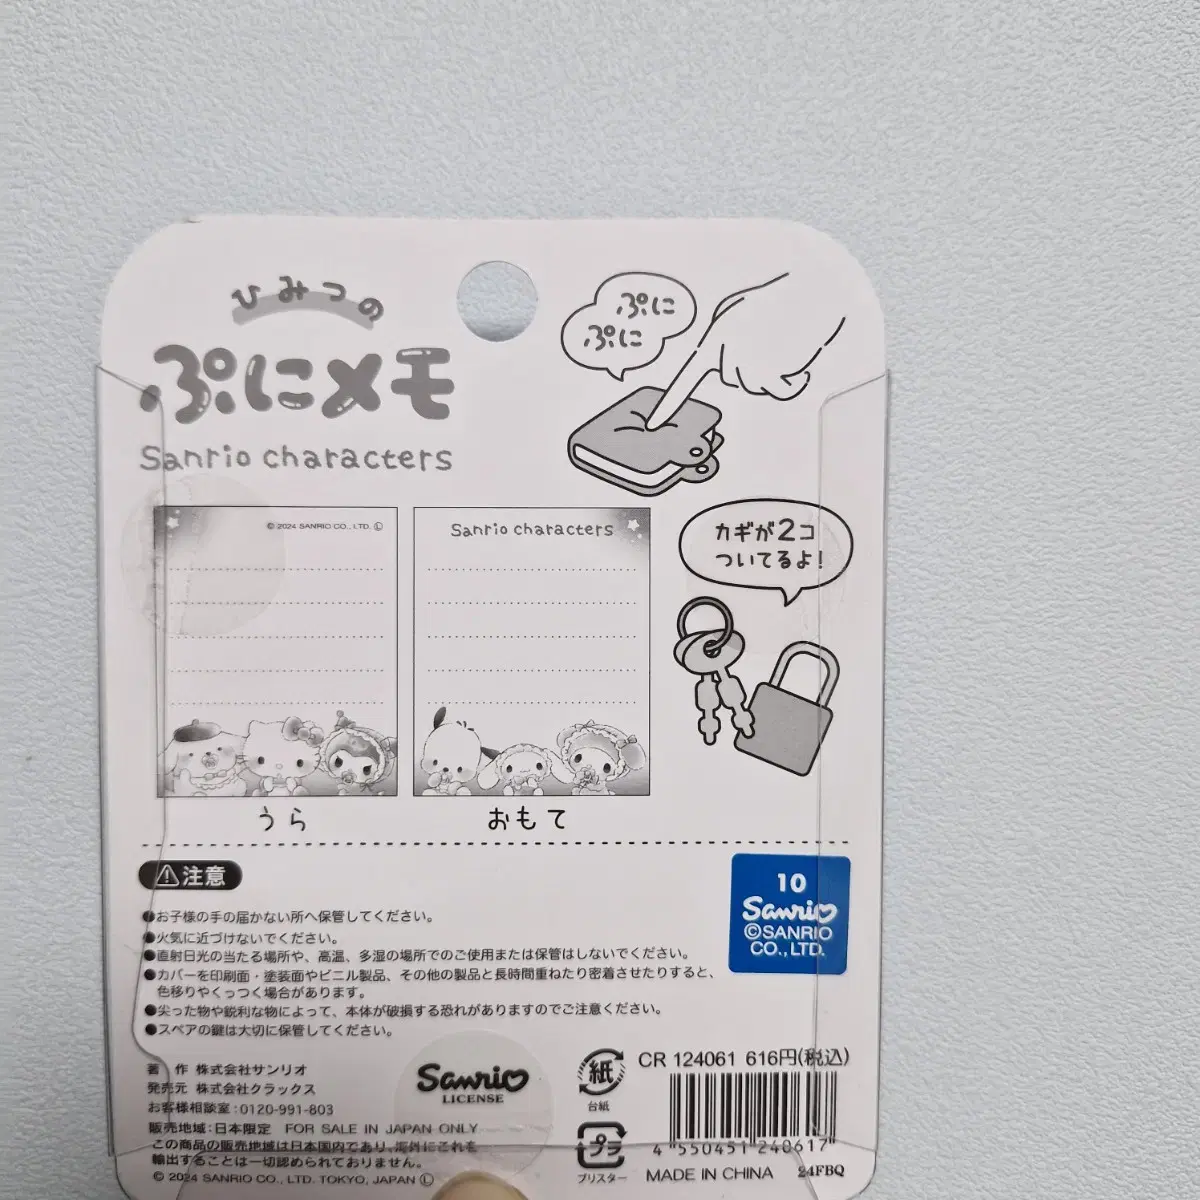 ひみつの
ぷにメモ
Sanrio characters
ぷに
ぷに
© 2024 SANRIO CO., LTD. Ⓛ
Sanrio characters
カギが2コ
ついてるよ!
うら
おもて
注意
●お子様の手の届かない所へ保管してください。
●火気に近づけないでください。
●直射日光の当たる場所や、高温、多湿の場所でのご使用または保管はしないでください。
●カバーを印刷面・塗装面やビニル製品、その他の製品と長時間重ねたり密着させたりすると、
色移りやくっつく場合があります。
●尖った物や鋭利な物によって、本体が破損する恐れがありますのでご注意ください。
●スペアの鍵は大切に保管してください。
10
Sanrio
©SANRIO
CO., LTD.
著 作 株式会社サンリオ
発売元 株式会社クラックス
お客様相談室:0120-991-803
販売地域:日本限定 FOR SALE IN JAPAN ONLY
この商品の販売地域は日本国内であり、海外にこれを
輸出することは一切認められておりません。
© 2024 SANRIO CO., LTD. TOKYO, JAPAN Ⓛ
Sanrio
LICENSE
紙
台紙
プラ
ブリスター
CR 124061 616円(税込)
4 550451 240617
MADE IN CHINA 24FBQ